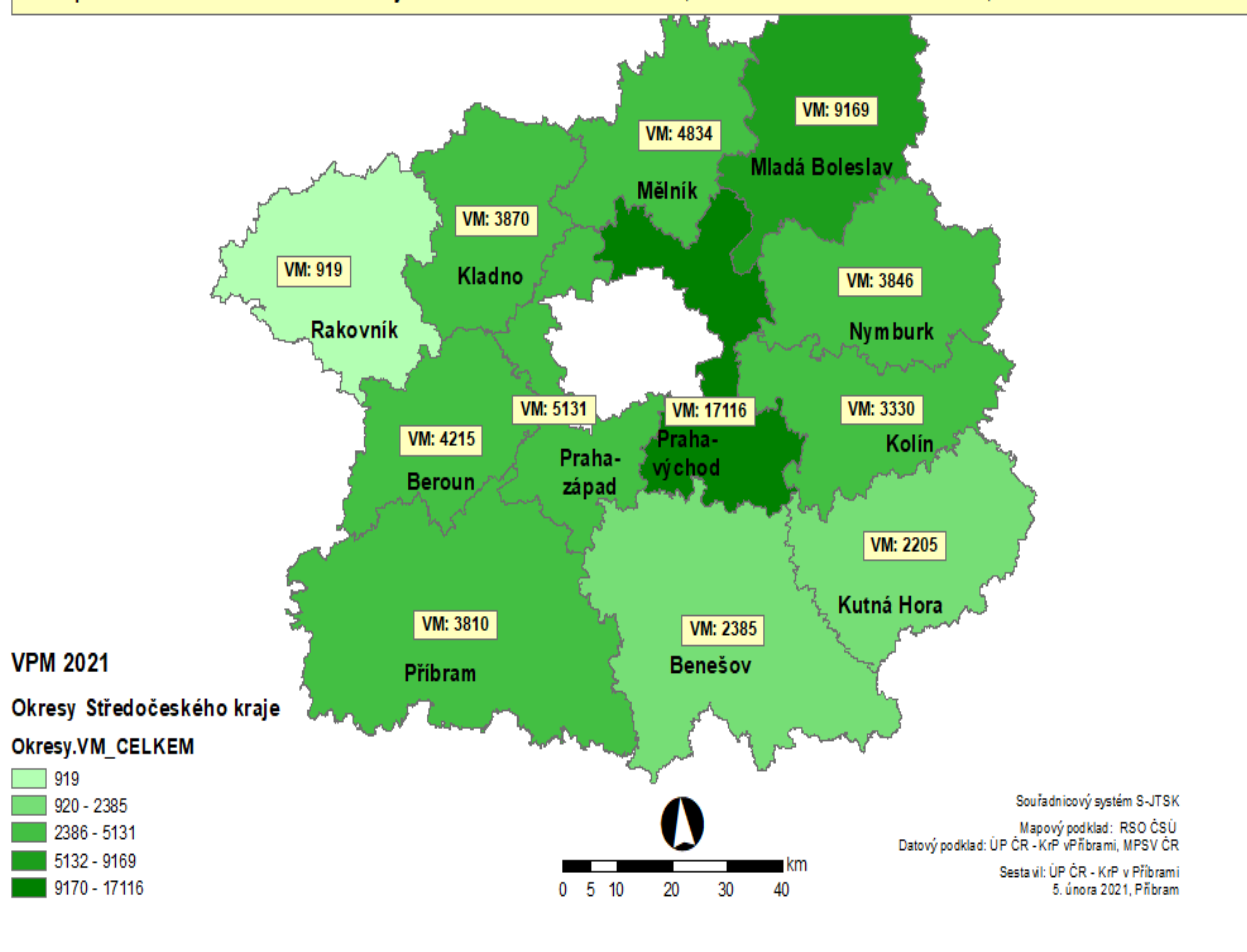 VM: 9169
Mladá Boleslav
VM: 4834
Mělník
VM: 3870
Kladno
VM: 919
Rakovník
VM: 3846
Nymburk
VM: 5131
Praha-
západ
VM: 17116
Praha-
východ
VM: 3330
Kolín
VM: 4215
Beroun
VM: 2205
Kutná Hora
VM: 3810
Příbram
VM: 2385
Benešov
VPM 2021
Okresy Středočeského kraje
Okresy.VM_CELKEM
919
920 - 2385
2386 - 5131
5132 - 9169
9170 - 17116
km
0 5 10 20 30 40
Souřadnicový systém S-JTSK
Mapový podklad: RSO ČSÚ
Datový podklad: ÚP ČR - KrP vPříbrami, MPSV ČR
Sestavil: ÚP ČR - KrP v Příbrami
5. února 2021, Příbram